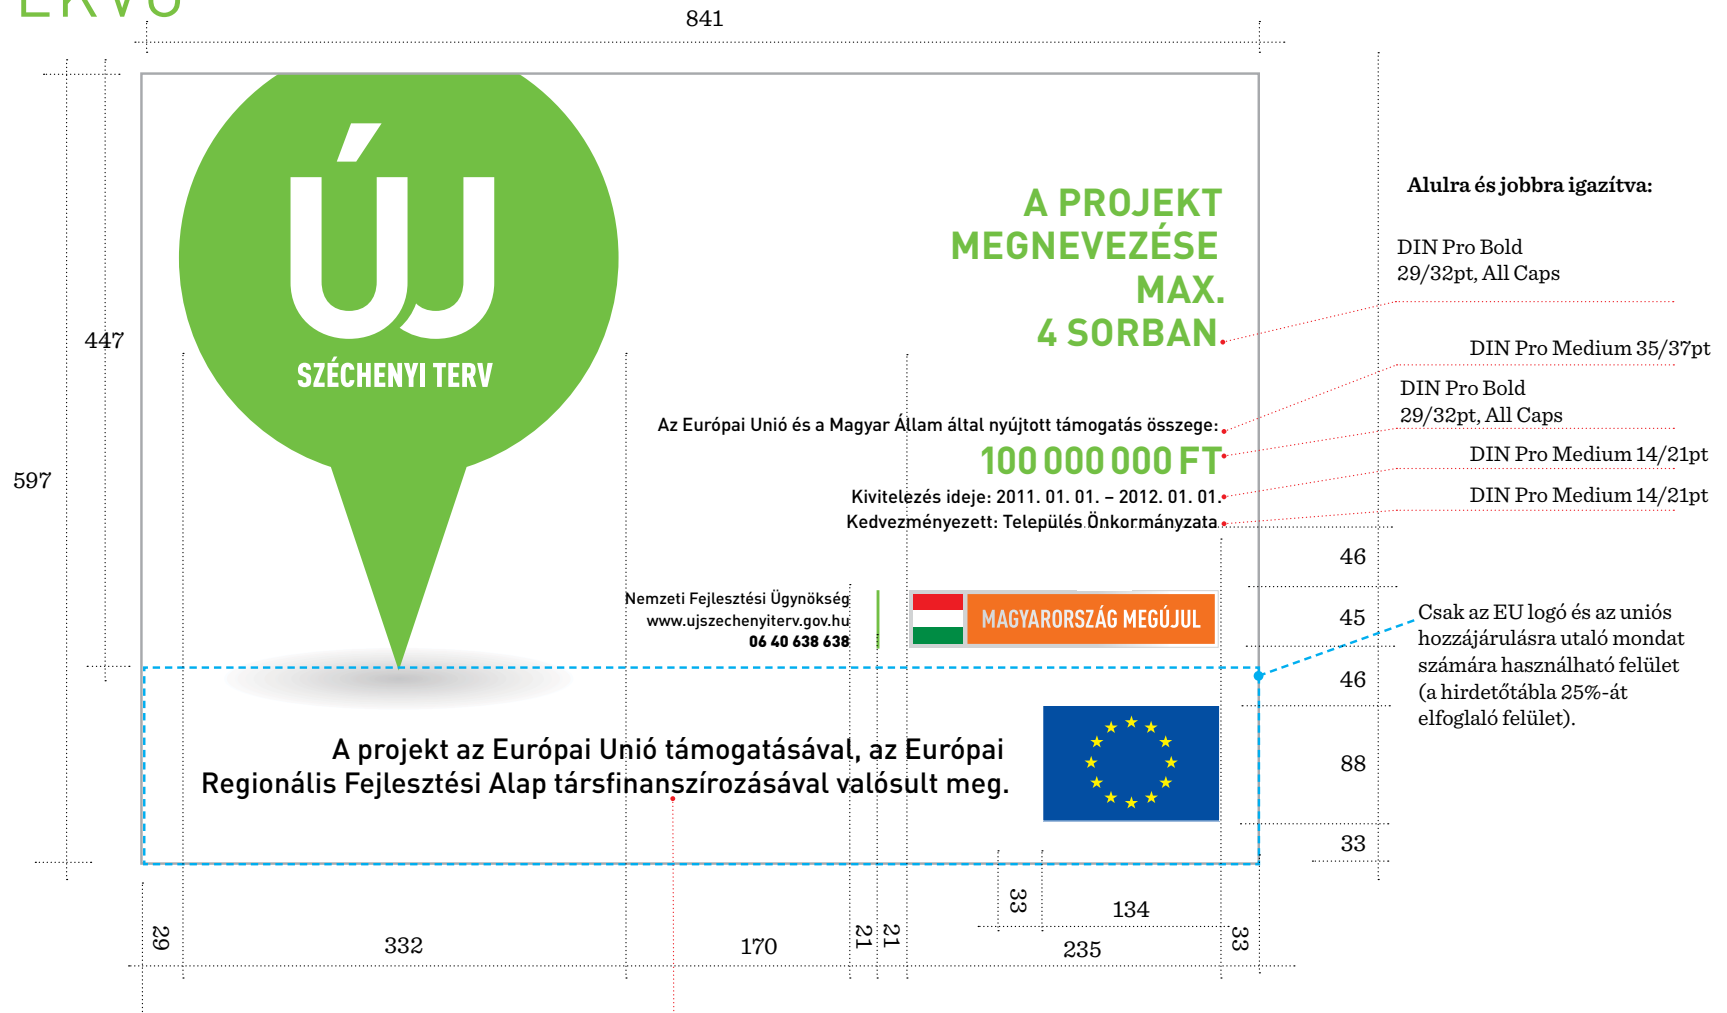 841
ÚJ
SZÉCHENYI TERV
A PROJEKT
MEGNEVEZÉSE
MAX.
4 SORBAN
Az Európai Unió és a Magyar Állam által nyújtott támogatás összege:
100 000 000 FT
Kivitelezés ideje: 2011. 01. 01. – 2012. 01. 01.
Kedvezményezett: Település Önkormányzata
Nemzeti Fejlesztési Ügynökség
www.ujszechenyiterv.gov.hu
06 40 638 638
MAGYARORSZÁG MEGÚJUL
A projekt az Európai Unió támogatásával, az Európai
Regionális Fejlesztési Alap társfinanszírozásával valósult meg.
Alulra és jobbra igazítva:
DIN Pro Bold
29/32pt, All Caps
DIN Pro Medium 35/37pt
DIN Pro Bold
29/32pt, All Caps
DIN Pro Medium 14/21pt
DIN Pro Medium 14/21pt
Csak az EU logó és az uniós
hozzájárulásra utaló mondat
számára használható felület
(a hirdetőtábla 25%-át
elfoglaló felület).
447
597
46
45
46
88
33
33
134
29
332
170
21
21
235
33